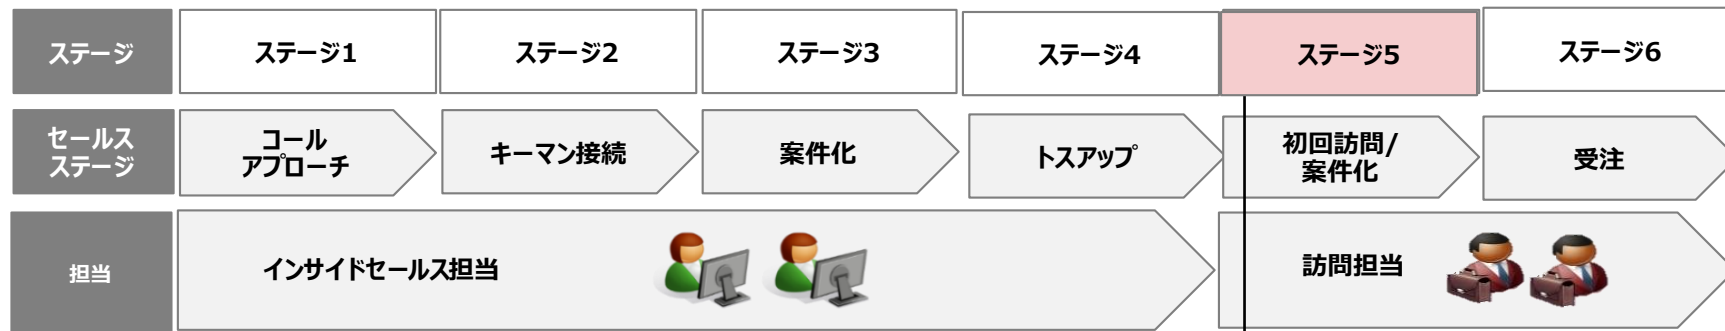 ステージ
ステージ1
ステージ2
ステージ3
ステージ4
ステージ5
ステージ6
セールス
ステージ
コール
アプローチ
キーマン接続
案件化
トスアップ
初回訪問/
案件化
受注
担当
インサイドセールス担当
訪問担当